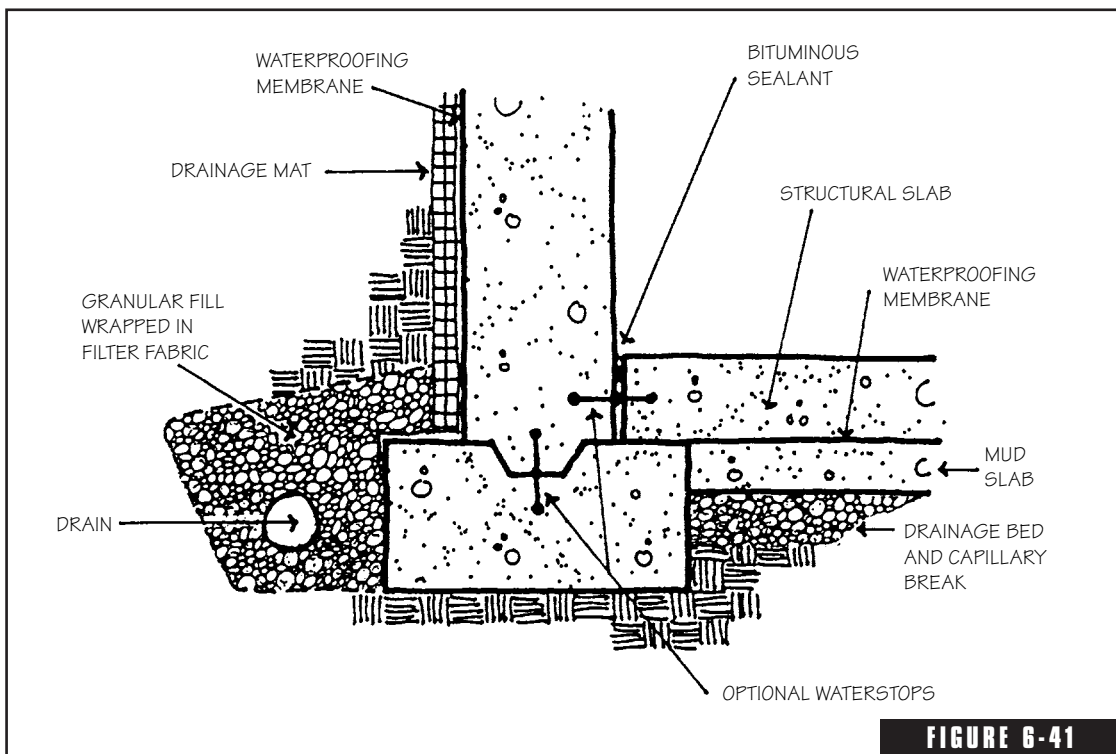 WATERPROOFING
MEMBRANE
BITUMINOUS
SEALANT
DRAINAGE MAT
STRUCTURAL SLAB
WATERPROOFING
MEMBRANE
GRANULAR FILL
WRAPPED IN
FILTER FABRIC
MUD
SLAB
DRAIN
DRAINAGE BED
AND CAPILLARY
BREAK
OPTIONAL WATERSTOPS
FIGURE 6-41